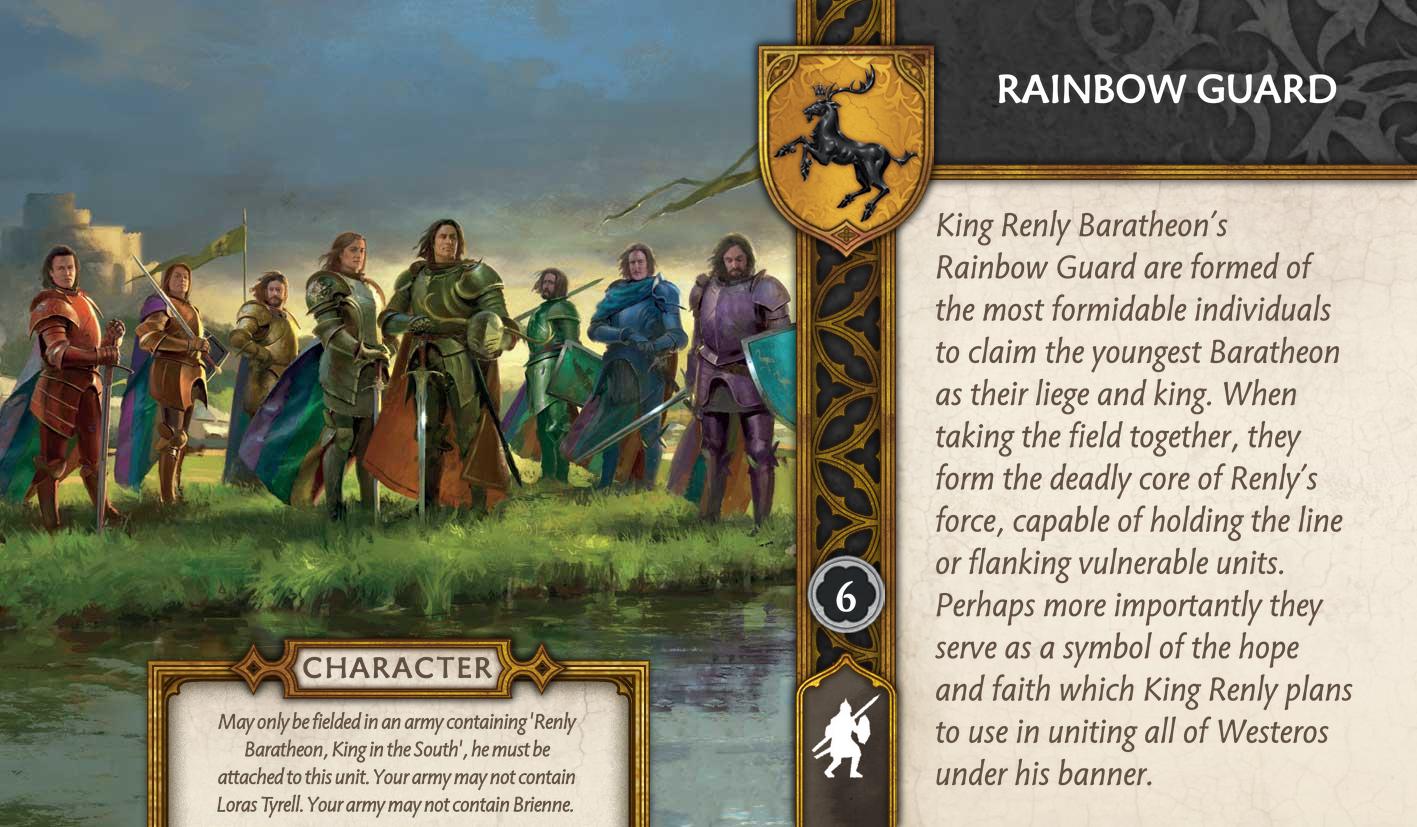 RAINBOW GUARD
King Renly Baratheon's
Rainbow Guard are formed of
the most formidable individuals
to claim the youngest Baratheon
as their liege and king. When
taking the field together, they
form the deadly core of Renly's
force, capable of holding the line
or flanking vulnerable units.
Perhaps more importantly they
serve as a symbol of the hope
and faith which King Renly plans
to use in uniting all of Westeros
under his banner.
6
CHARACTER
May only be fielded in an army containing 'Renly
Baratheon, King in the South', he must be
attached to this unit. Your army may not contain
Loras Tyrell. Your army may not contain Brienne.